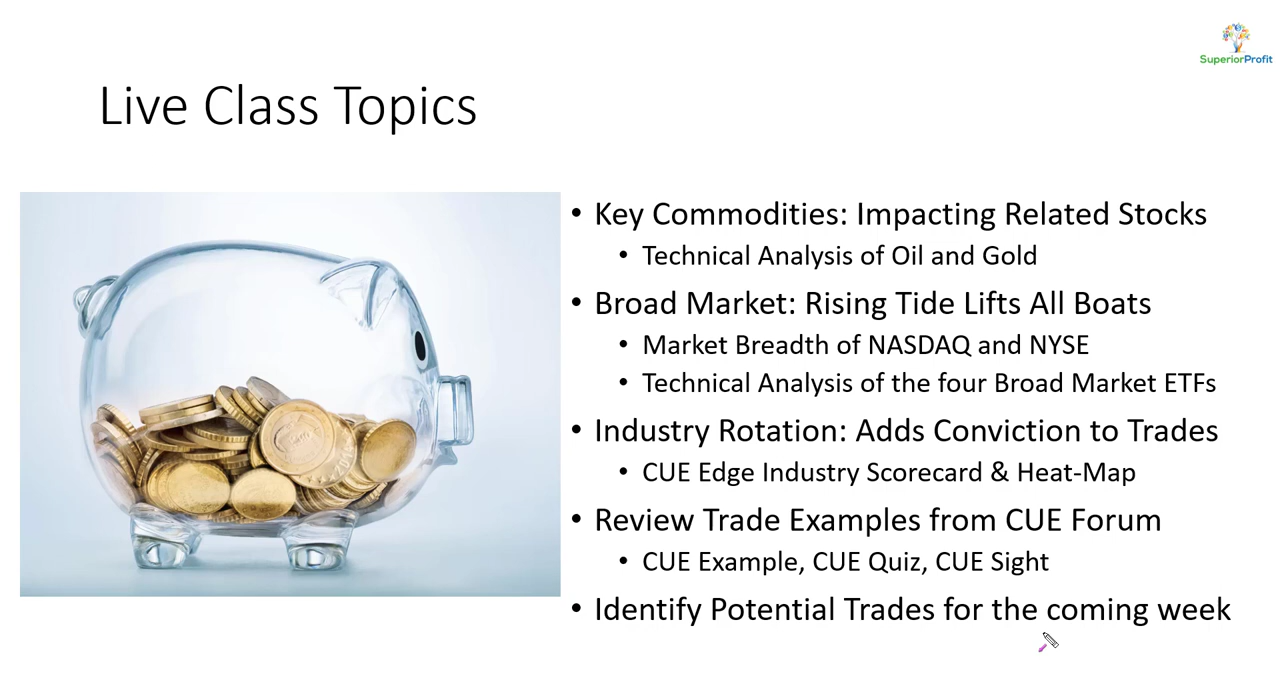 SuperiorProfit
Live Class Topics
• Key Commodities: Impacting Related Stocks
• Technical Analysis of Oil and Gold
• Broad Market: Rising Tide Lifts All Boats
• Market Breadth of NASDAQ and NYSE
• Technical Analysis of the four Broad Market ETFs
• Industry Rotation: Adds Conviction to Trades
• CUE Edge Industry Scorecard & Heat-Map
• Review Trade Examples from CUE Forum
• CUE Example, CUE Quiz, CUE Sight
• Identify Potential Trades for the coming week